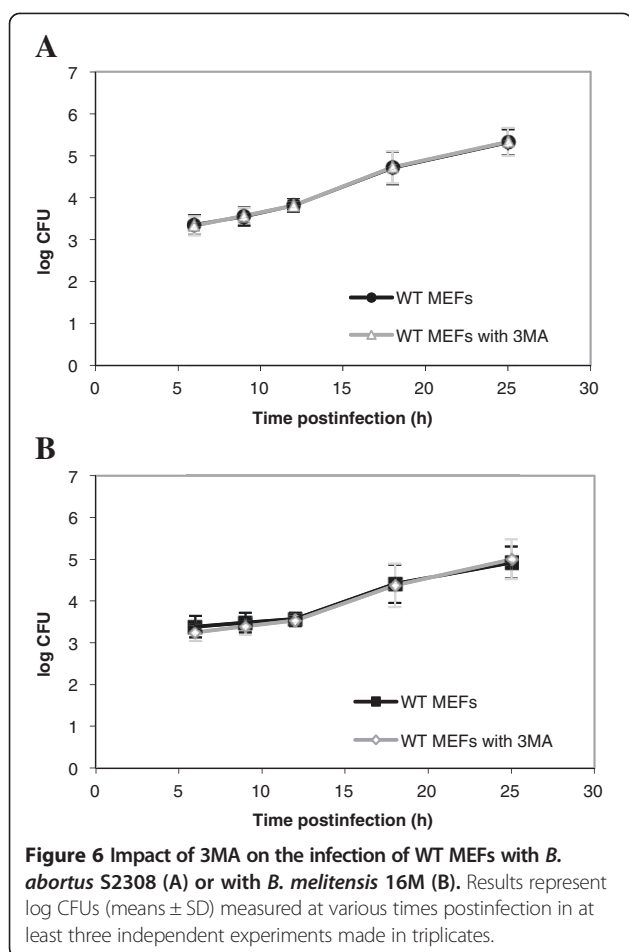 A
7
6
5
4
3
2
1
0
log CFU
WT MEFs
WT MEFs with 3MA
0 5 10 15 20 25 30
Time postinfection (h)
B
7
6
5
4
3
2
1
0
log CFU
WT MEFs
WT MEFs with 3MA
0 5 10 15 20 25 30
Time postinfection (h)
Figure 6 Impact of 3MA on the infection of WT MEFs with B.
abortus S2308 (A) or with B. melitensis 16M (B). Results represent
log CFUs (means ± SD) measured at various times postinfection in at
least three independent experiments made in triplicates.